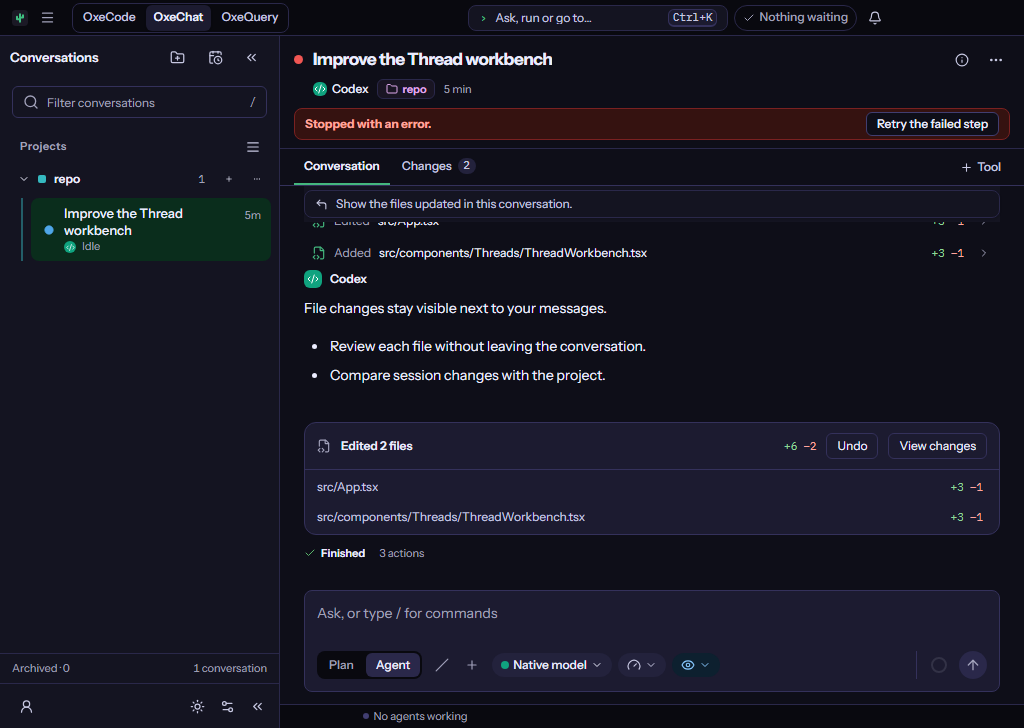 OxeCode OxeChat OxeQuery
Ask, run or go to... Ctrl+K
Nothing waiting
Conversations
Filter conversations /
Projects
repo 1 + ...
Improve the Thread workbench 5m
Idle
Archived · 0 1 conversation
Improve the Thread workbench
Codex repo 5 min
Stopped with an error. Retry the failed step
Conversation Changes 2 + Tool
Show the files updated in this conversation.
Edited src/App.tsx +3 −1
Added src/components/Threads/ThreadWorkbench.tsx +3 −1
Codex
File changes stay visible next to your messages.
• Review each file without leaving the conversation.
• Compare session changes with the project.
Edited 2 files +6 −2 Undo View changes
src/App.tsx +3 −1
src/components/Threads/ThreadWorkbench.tsx +3 −1
Finished 3 actions
Ask, or type / for commands
Plan Agent Native model
No agents working